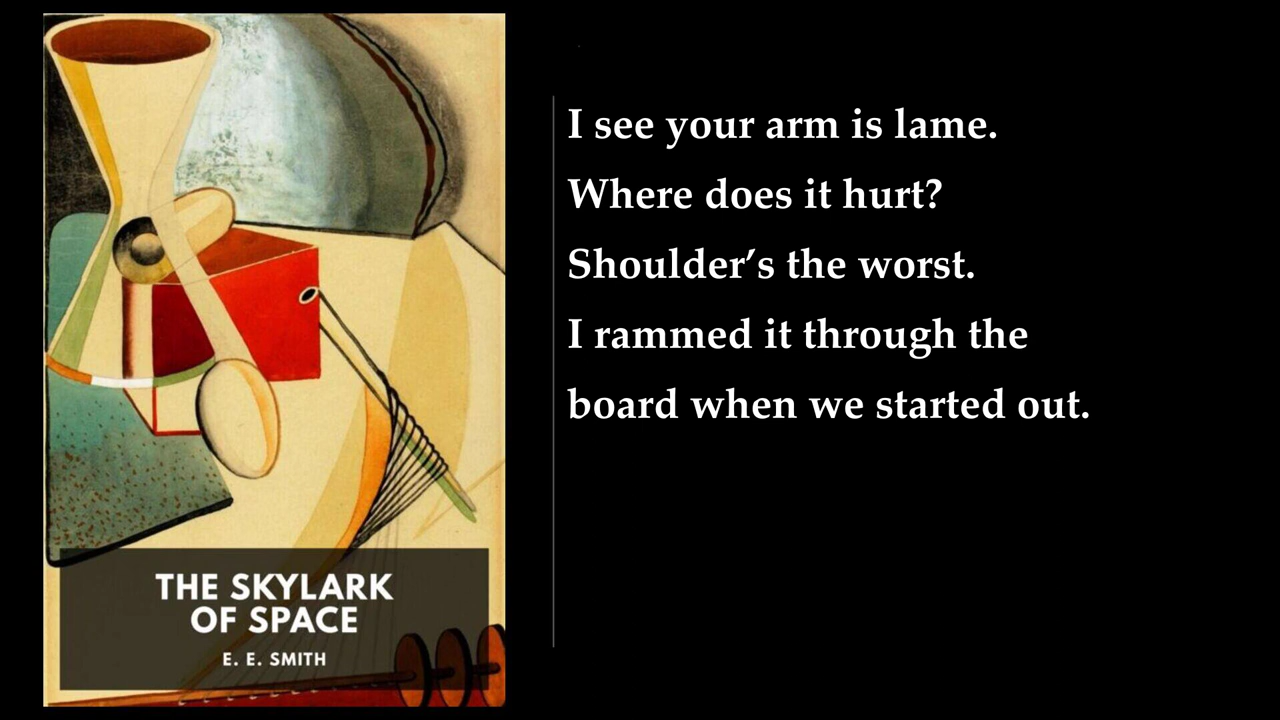 THE SKYLARK
OF SPACE
E. E. SMITH
I see your arm is lame.
Where does it hurt?
Shoulder’s the worst.
I rammed it through the
board when we started out.